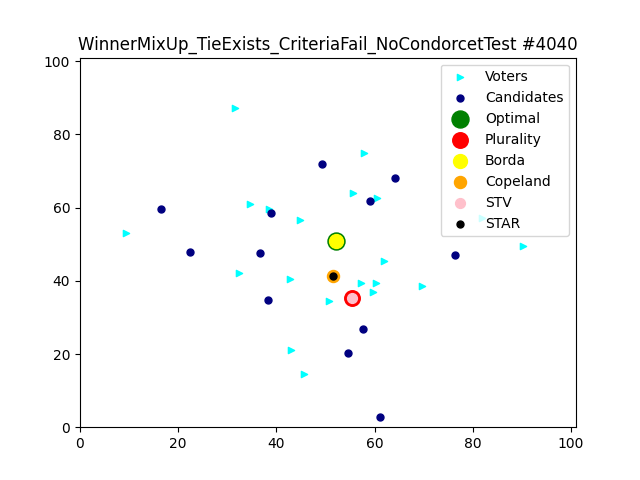 WinnerMixUp_TieExists_CriteriaFail_NoCondorcetTest #4040
100
80
60
40
20
0
0 20 40 60 80 100
Voters
Candidates
Optimal
Plurality
Borda
Copeland
STV
STAR